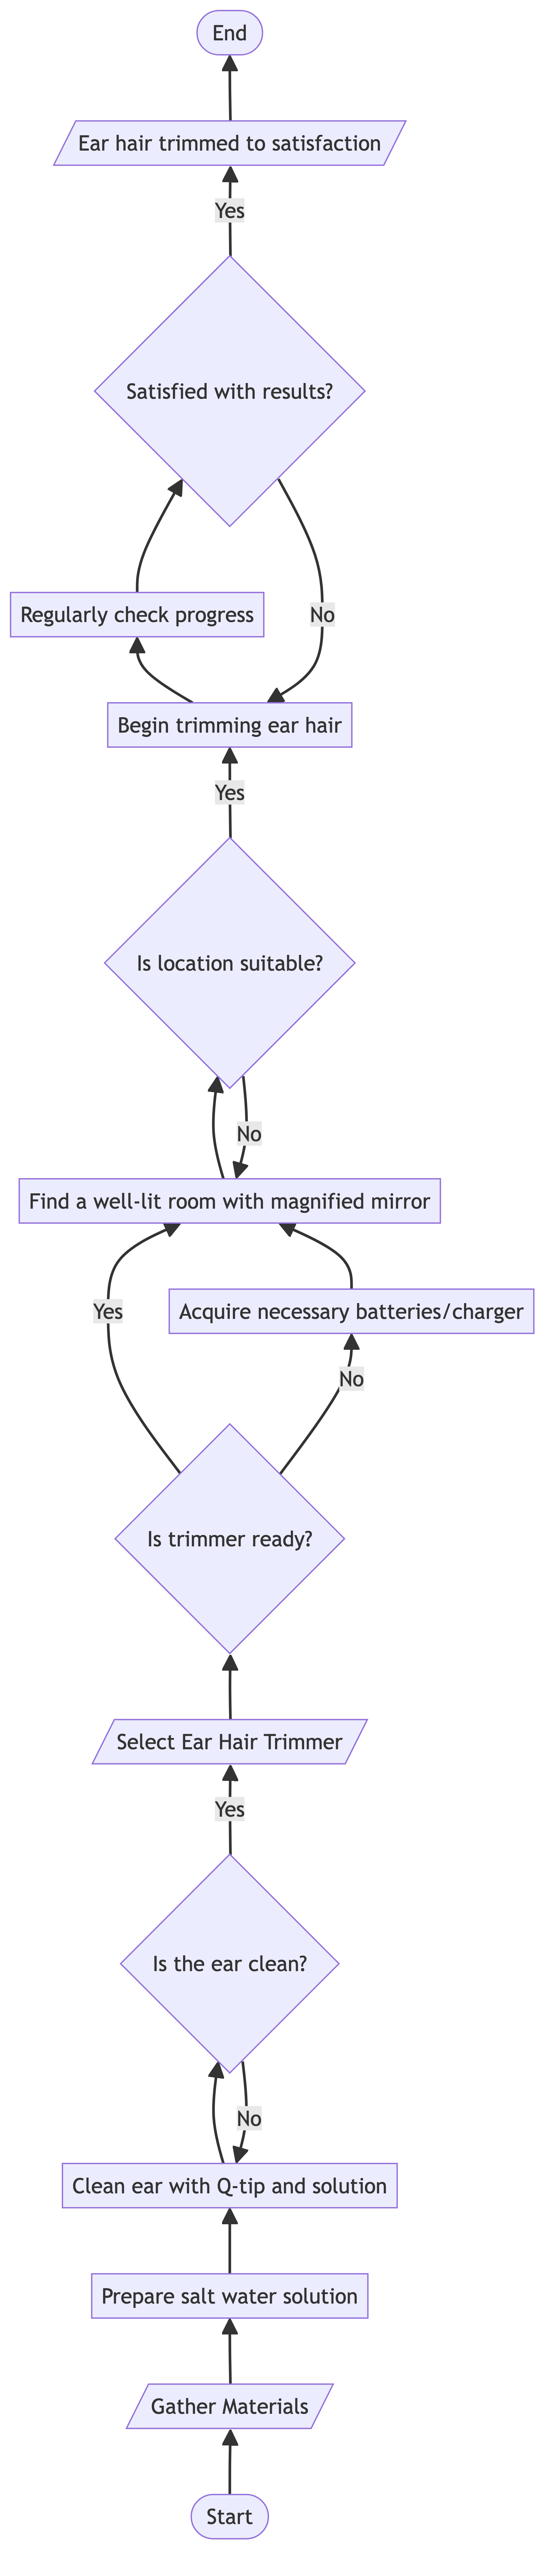 End
Ear hair trimmed to satisfaction
Yes
Satisfied with results?
Regularly check progress
No
Begin trimming ear hair
Yes
Is location suitable?
No
Find a well-lit room with magnified mirror
Yes
Acquire necessary batteries/charger
No
Is trimmer ready?
Select Ear Hair Trimmer
Yes
Is the ear clean?
No
Clean ear with Q-tip and solution
Prepare salt water solution
Gather Materials
Start